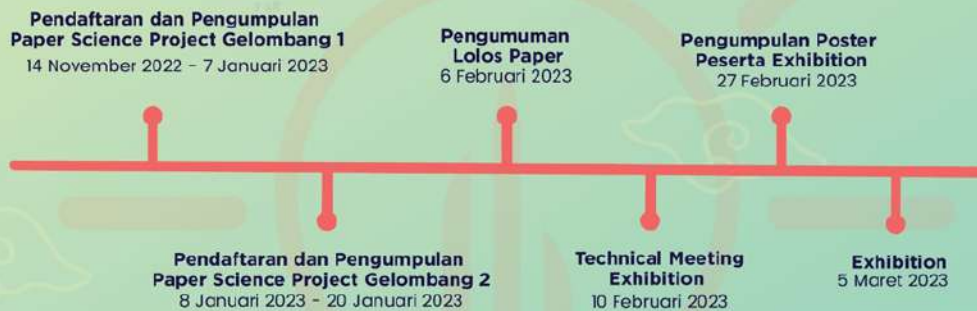 Pendaftaran dan Pengumpulan
Paper Science Project Gelombang 1
14 November 2022 - 7 Januari 2023
Pengumuman
Lolos Paper
6 Februari 2023
Pengumpulan Poster
Peserta Exhibition
27 Februari 2023
Pendaftaran dan Pengumpulan
Paper Science Project Gelombang 2
8 Januari 2023 - 20 Januari 2023
Technical Meeting
Exhibition
10 Februari 2023
Exhibition
5 Maret 2023